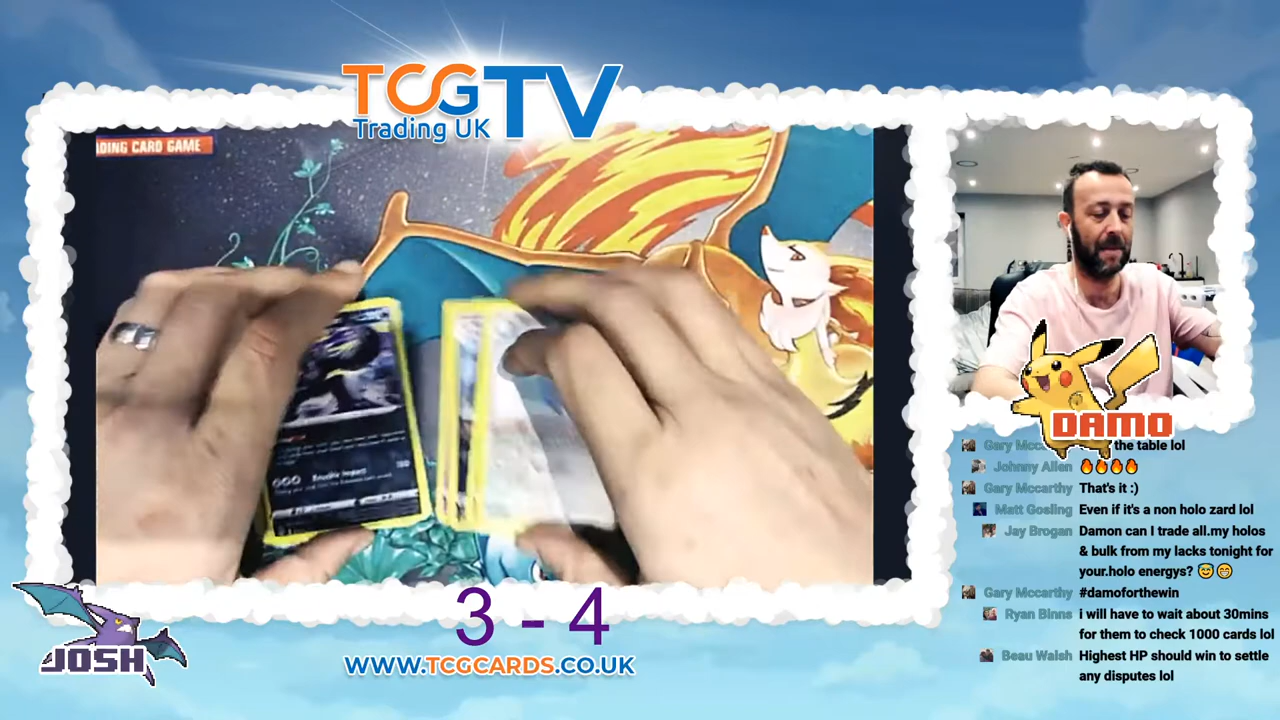 TCG TV
Trading UK
DING CARD GAME
DAMO
Gary Mcc the table lol
Johnny Allen 🔥🔥🔥🔥
Gary Mccarthy That's it :)
Matt Gosling Even if it's a non holo zard lol
Jay Brogan Damon can I trade all.my holos
& bulk from my lacks tonight for
your.holo energys? 😅😁
Gary Mccarthy #damoforthewin
Ryan Binns i will have to wait about 30mins
for them to check 1000 cards lol
Beau Walsh Highest HP should win to settle
any disputes lol
JOSH
3 - 4
WWW.TCGCARDS.CO.UK